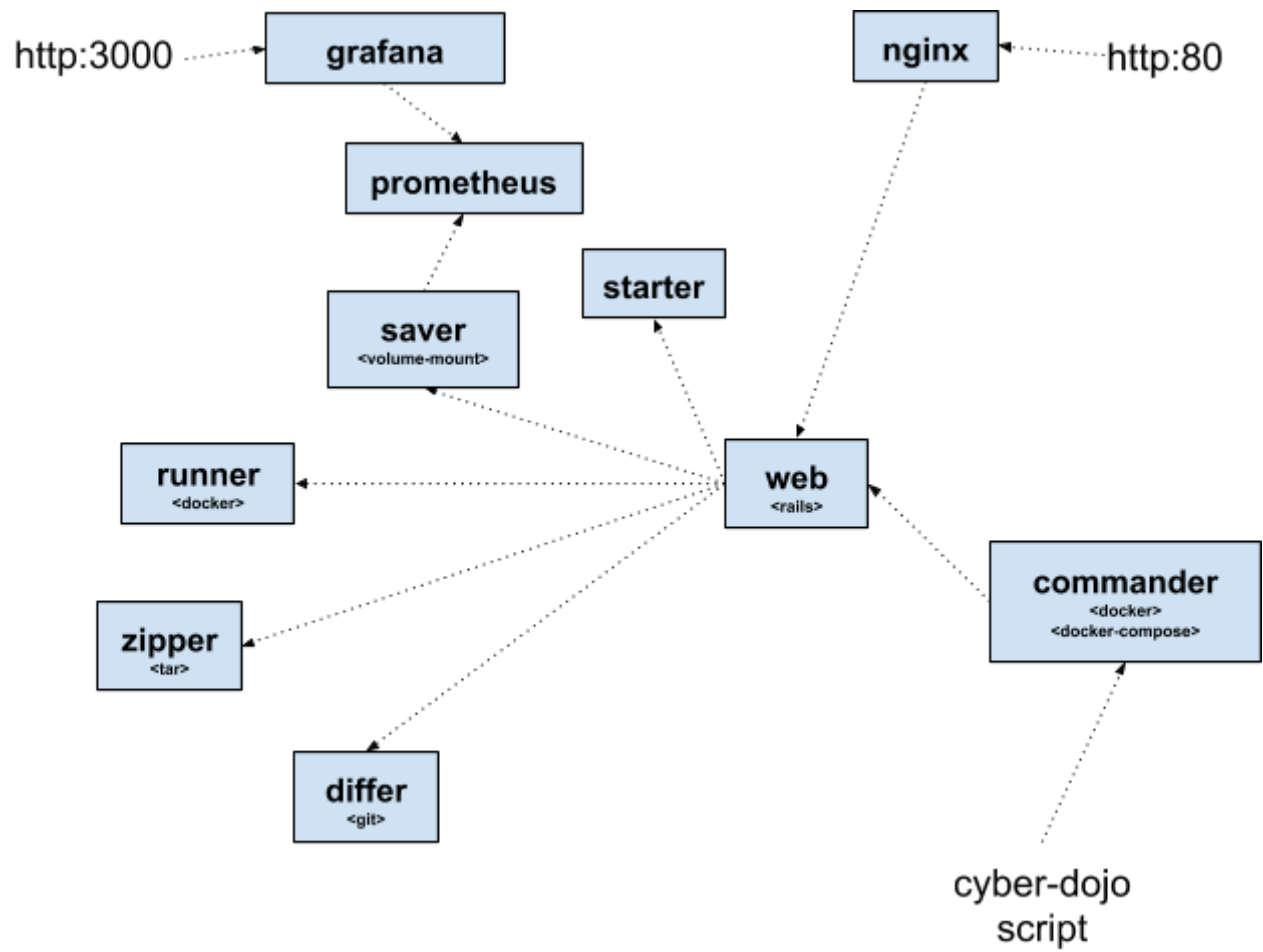 http:3000
grafana
nginx
http:80
prometheus
starter
saver
<volume-mount>
runner
<docker>
web
<rails>
commander
<docker>
<docker-compose>
zipper
<tar>
differ
<git>
cyber-dojo
script